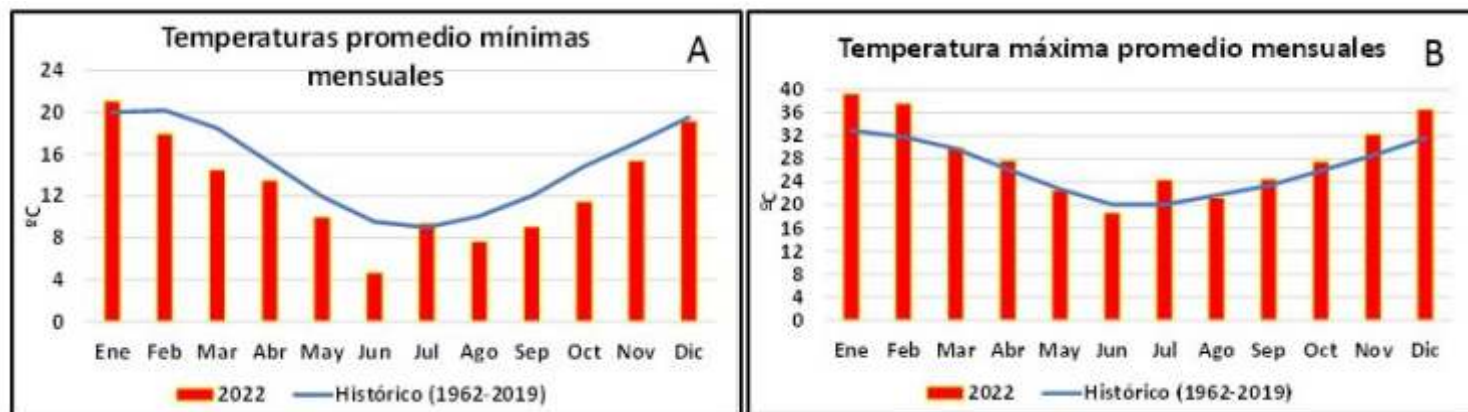 Temperaturas promedio mínimas
mensuales
A
24
20
16
12
8
4
0
ºC
Ene Feb Mar Abr May Jun Jul Ago Sep Oct Nov Dic
2022 Histórico (1962-2019)
Temperatura máxima promedio mensuales
B
40
36
32
28
24
20
16
12
8
4
0
ºC
Ene Feb Mar Abr May Jun Jul Ago Sep Oct Nov Dic
2022 Histórico (1962-2019)